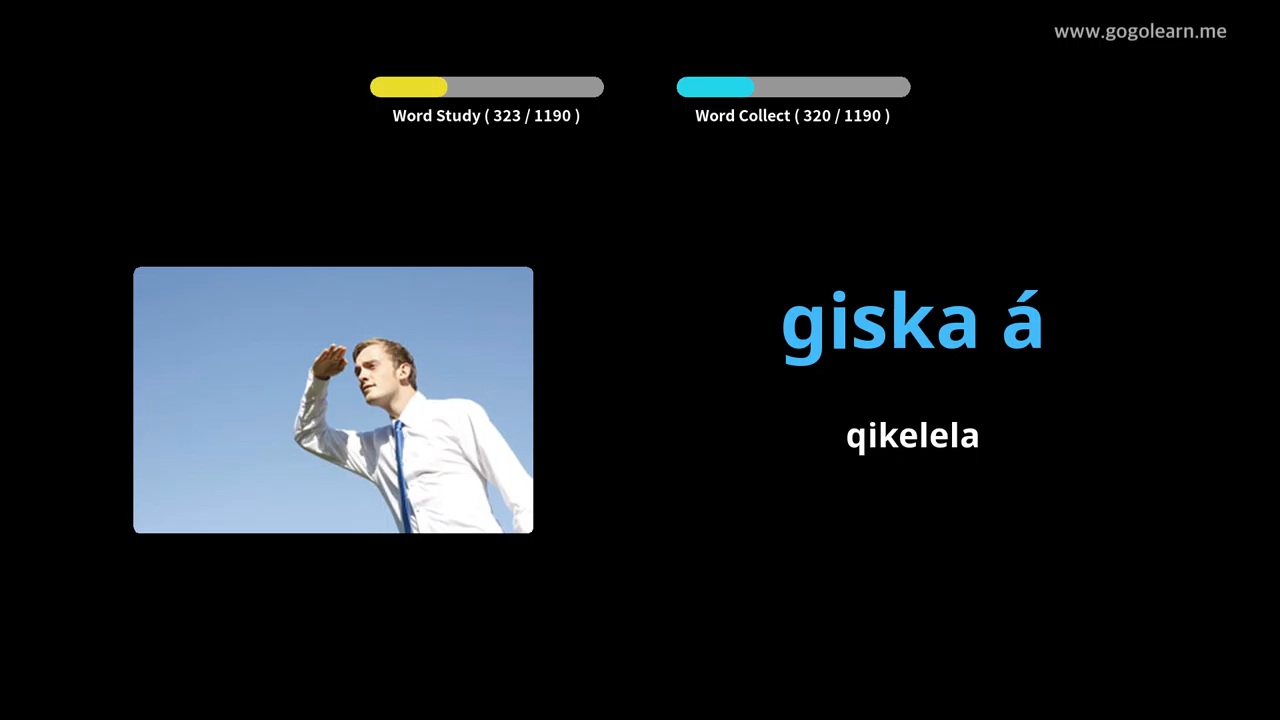 www.gogolearn.me
Word Study ( 323 / 1190 )
Word Collect ( 320 / 1190 )
giska á
qikelela